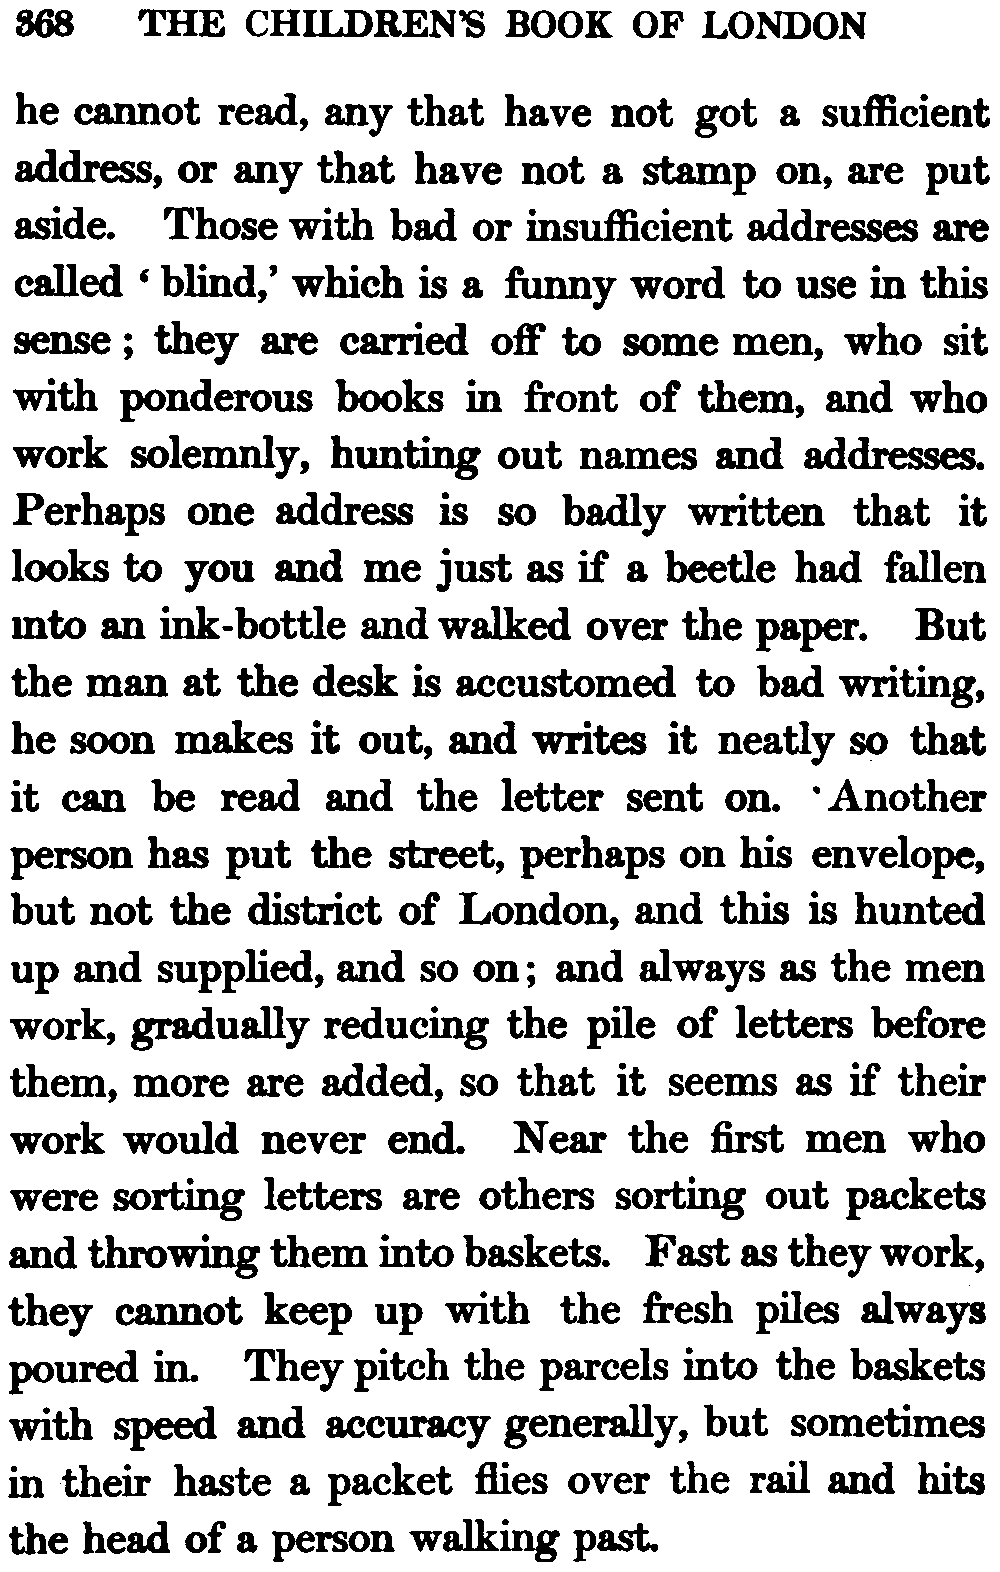 368 THE CHILDREN'S BOOK OF LONDON
he cannot read, any that have not got a sufficient
address, or any that have not a stamp on, are put
aside. Those with bad or insufficient addresses are
called ‘ blind,’ which is a funny word to use in this
sense ; they are carried off to some men, who sit
with ponderous books in front of them, and who
work solemnly, hunting out names and addresses.
Perhaps one address is so badly written that it
looks to you and me just as if a beetle had fallen
into an ink-bottle and walked over the paper. But
the man at the desk is accustomed to bad writing,
he soon makes it out, and writes it neatly so that
it can be read and the letter sent on. Another
person has put the street, perhaps on his envelope,
but not the district of London, and this is hunted
up and supplied, and so on; and always as the men
work, gradually reducing the pile of letters before
them, more are added, so that it seems as if their
work would never end. Near the first men who
were sorting letters are others sorting out packets
and throwing them into baskets. Fast as they work,
they cannot keep up with the fresh piles always
poured in. They pitch the parcels into the baskets
with speed and accuracy generally, but sometimes
in their haste a packet flies over the rail and hits
the head of a person walking past.